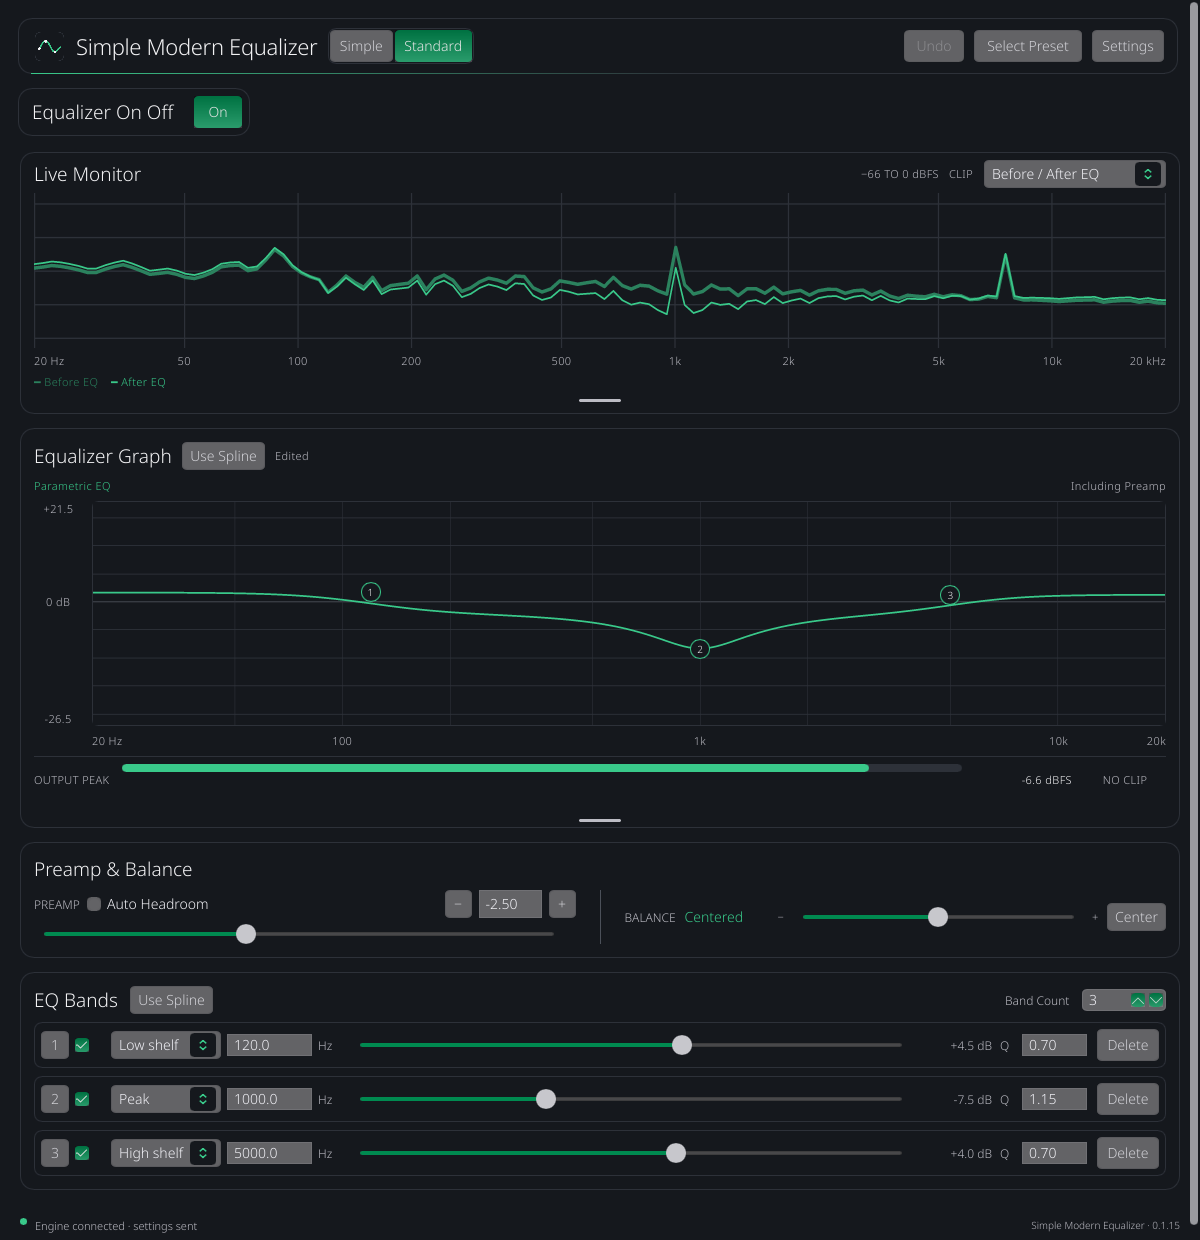 Simple Modern Equalizer Simple Standard Undo Select Preset Settings
Equalizer On Off On
Live Monitor −66 TO 0 dBFS CLIP Before / After EQ
20 Hz 50 100 200 500 1k 2k 5k 10k 20 kHz
Before EQ After EQ
Equalizer Graph Use Spline Edited
Parametric EQ Including Preamp
+21.5
1
3
0 dB
2
-26.5
20 Hz 100 1k 10k 20k
OUTPUT PEAK -6.6 dBFS NO CLIP
Preamp & Balance
PREAMP Auto Headroom − -2.50 +
BALANCE Centered − + Center
EQ Bands Use Spline Band Count 3
1 Low shelf 120.0 Hz +4.5 dB Q 0.70 Delete
2 Peak 1000.0 Hz -7.5 dB Q 1.15 Delete
3 High shelf 5000.0 Hz +4.0 dB Q 0.70 Delete
Engine connected · settings sent Simple Modern Equalizer · 0.1.15